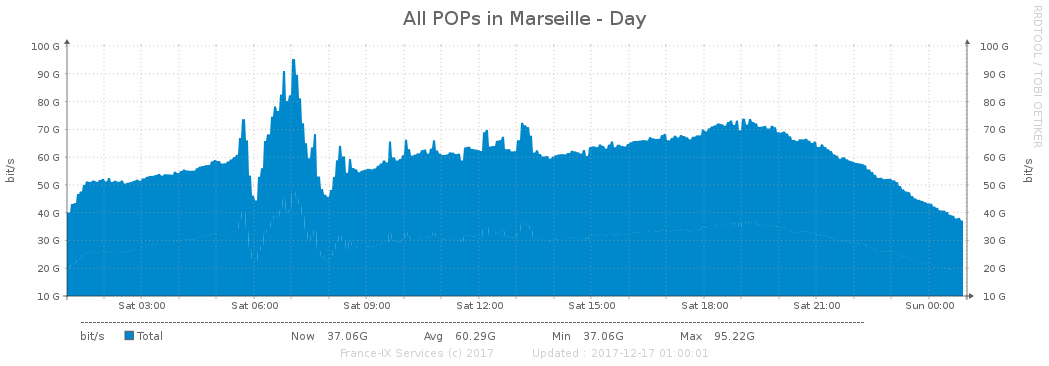 All POPs in Marseille - Day
RRDTOOL / TOBI OETIKER
100 G 100 G
90 G 90 G
80 G 80 G
70 G 70 G
60 G 60 G
50 G 50 G
40 G 40 G
30 G 30 G
20 G 20 G
10 G 10 G
bit/s bit/s
Sat 03:00 Sat 06:00 Sat 09:00 Sat 12:00 Sat 15:00 Sat 18:00 Sat 21:00 Sun 00:00
bit/s Total Now 37.06G Avg 60.29G Min 37.06G Max 95.22G
France-IX Services (c) 2017 Updated : 2017-12-17 01:00:01